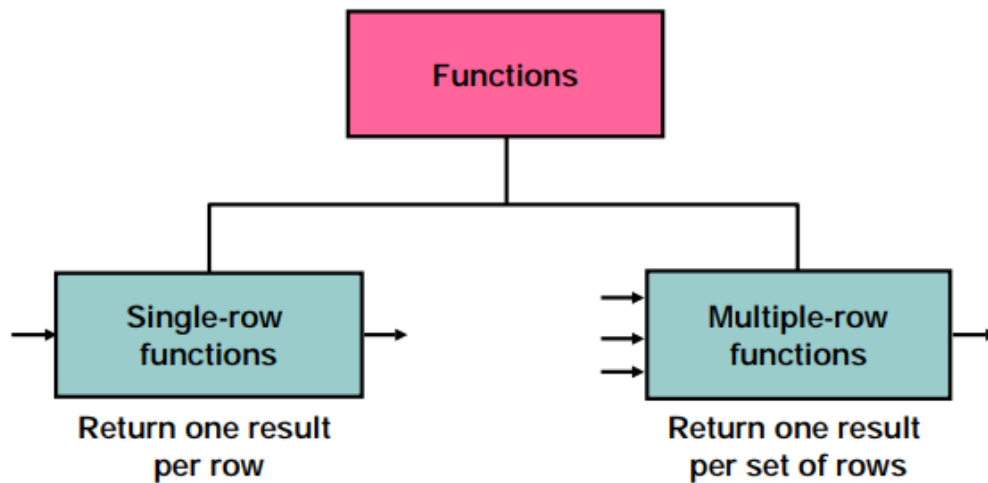 Functions
Single-row
functions
Multiple-row
functions
Return one result
per row
Return one result
per set of rows